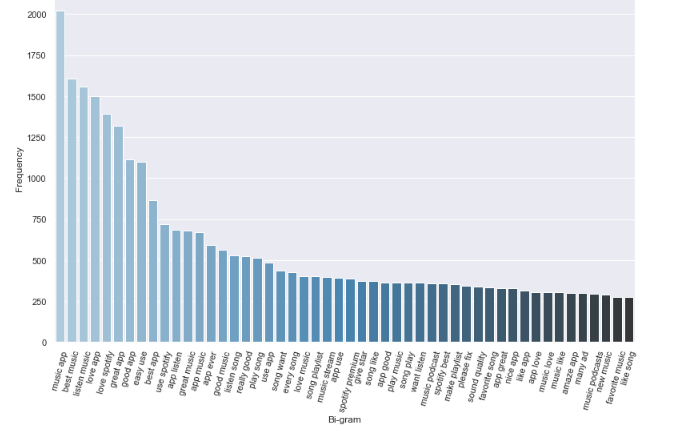 2000
1750
1500
1250
1000
750
500
250
0
Frequency
music app
best music
listen music
love app
love spotify
great app
good app
easy use
best app
use spotify
app listen
great music
app music
app ever
good music
listen song
really good
play song
use app
song want
every song
love music
song playlist
music stream
app use
spotify premium
give star
song like
app good
play music
song play
want listen
music podcast
spotify best
make playlist
please fix
sound quality
favorite song
app great
nice app
like app
app love
music love
music like
amaze app
many ad
music podcasts
new music
favorite music
like song
Bi-gram